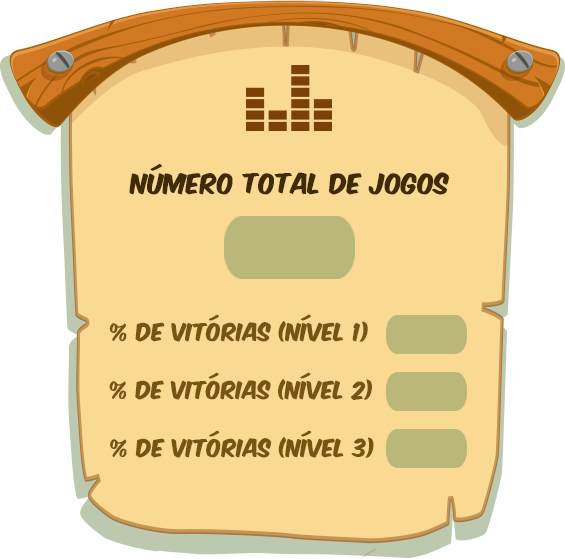 NÚMERO TOTAL DE JOGOS
% DE VITÓRIAS (NÍVEL 1)
% DE VITÓRIAS (NÍVEL 2)
% DE VITÓRIAS (NÍVEL 3)